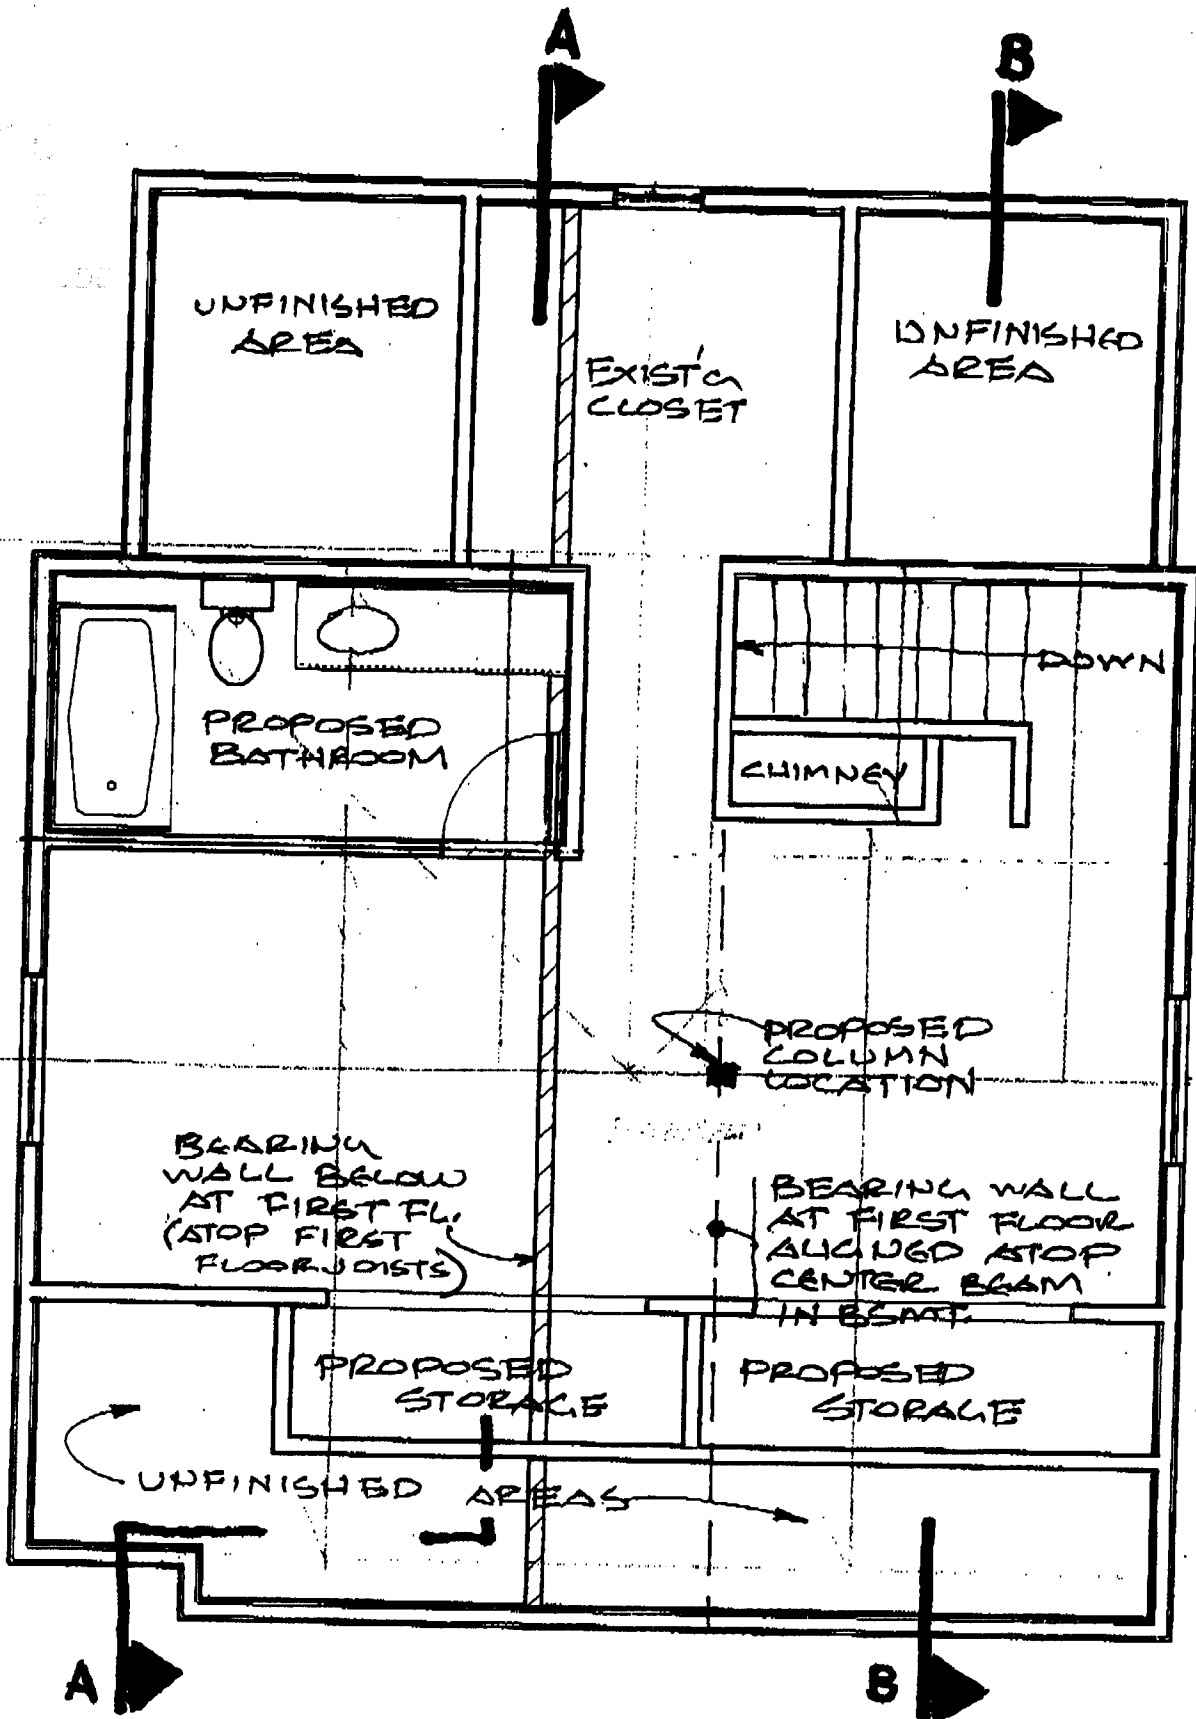 A
B
UNFINISHED
AREA
UNFINISHED
AREA
EXIST'G
CLOSET
DOWN
PROPOSED
BATHROOM
CHIMNEY
PROPOSED
COLUMN
LOCATION
BEARING
WALL BELOW
AT FIRST FL.
(ATOP FIRST
FLOOR JOISTS)
BEARING WALL
AT FIRST FLOOR
ALIGNED ATOP
CENTER BEAM
IN BSMT.
PROPOSED
STORAGE
PROPOSED
STORAGE
UNFINISHED AREAS
A
B